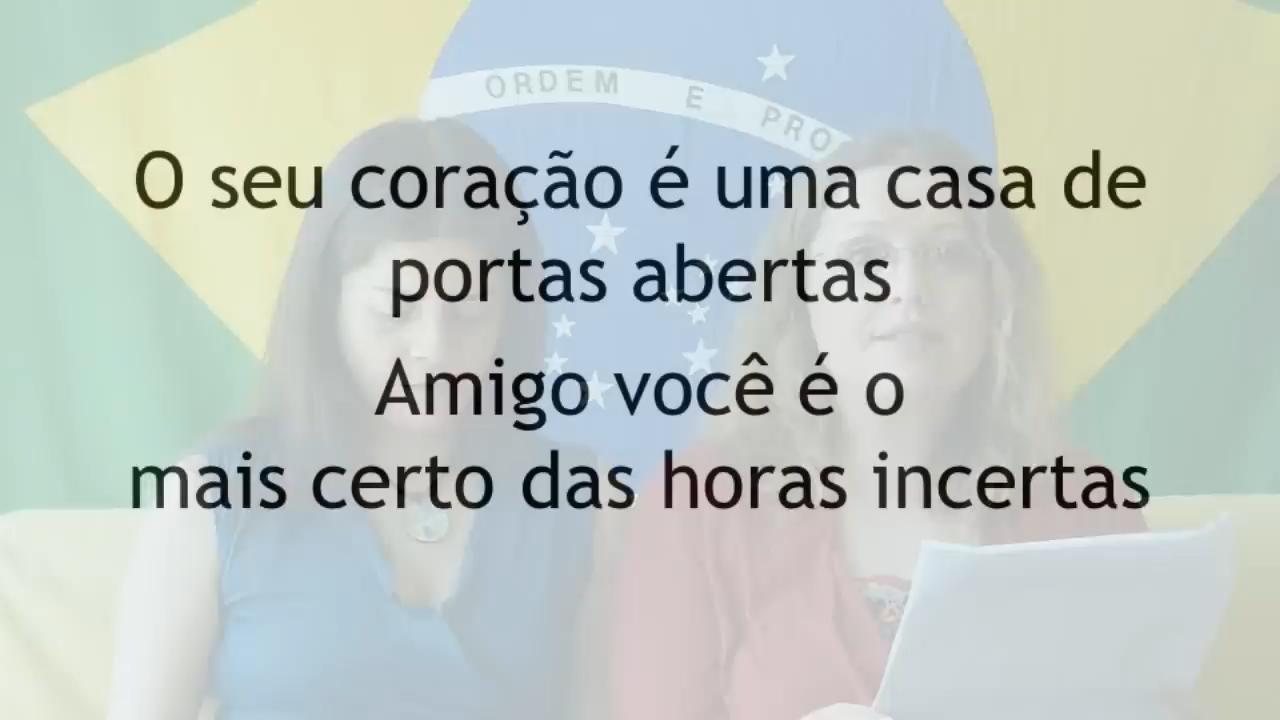 ORDEM E PRO
O seu coração é uma casa de
portas abertas
Amigo você é o
mais certo das horas incertas